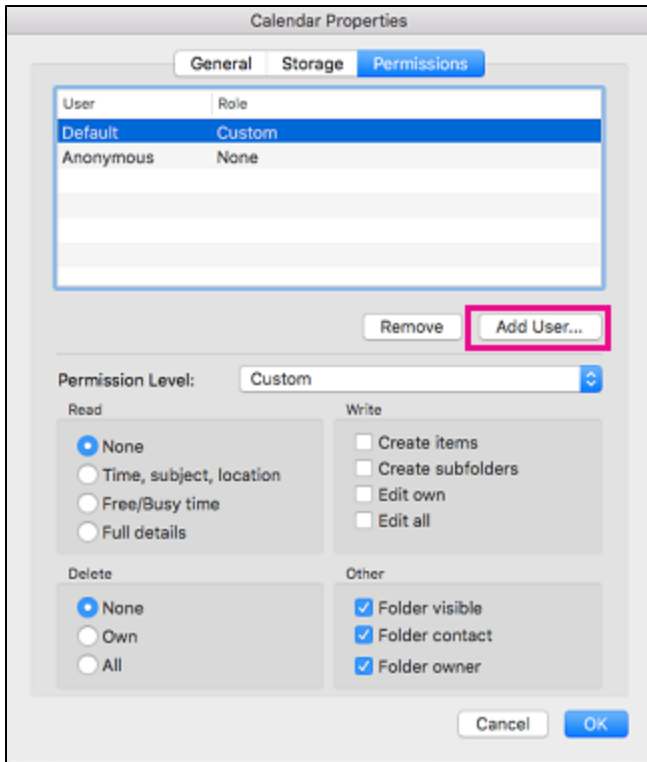 Calendar Properties
General Storage Permissions
User Role
Default Custom
Anonymous None
Remove Add User...
Permission Level: Custom
Read Write
None Create items
Time, subject, location Create subfolders
Free/Busy time Edit own
Full details Edit all
Delete Other
None Folder visible
Own Folder contact
All Folder owner
Cancel OK